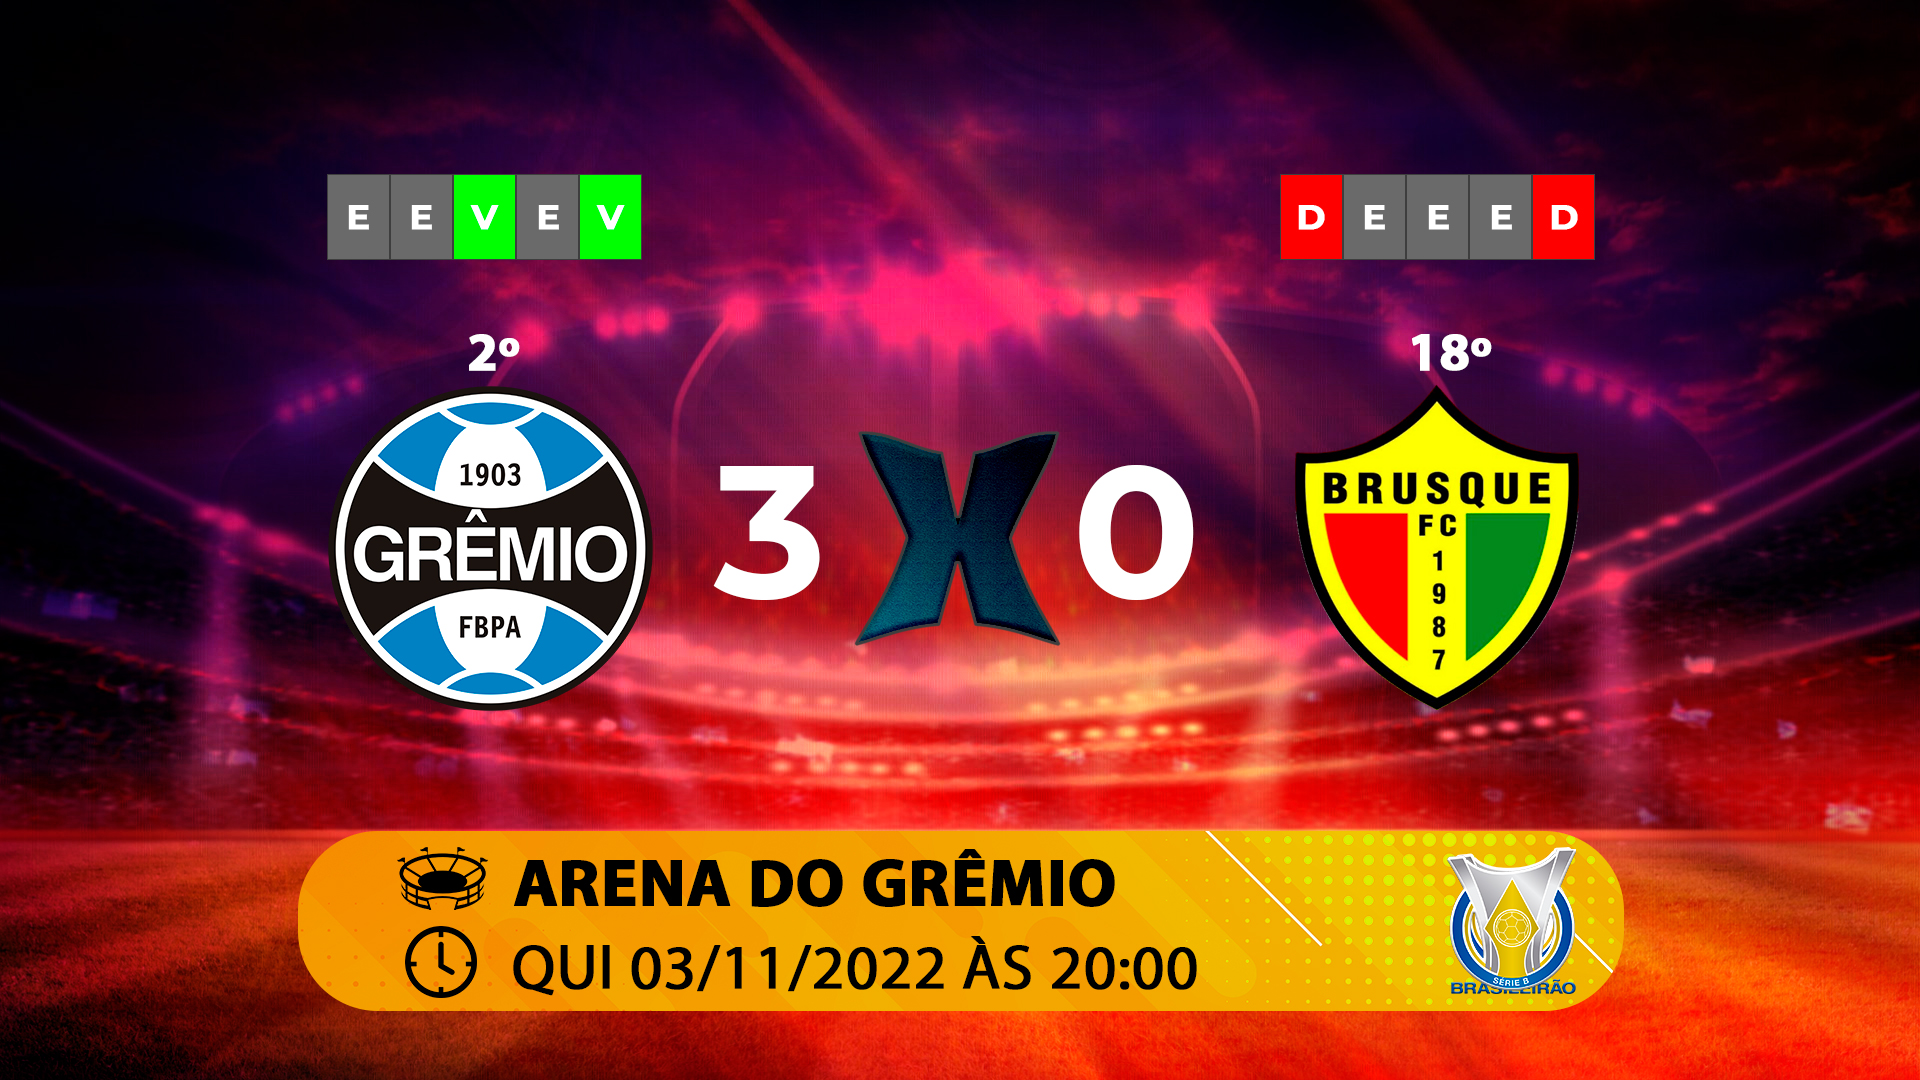 E E V E V
D E E E D
2º
18º
1903
GRÊMIO
FBPA
3 X 0
BRUSQUE
FC
1
9
8
7
ARENA DO GRÊMIO
QUI 03/11/2022 ÀS 20:00
SÉRIE B
BRASILEIRÃO